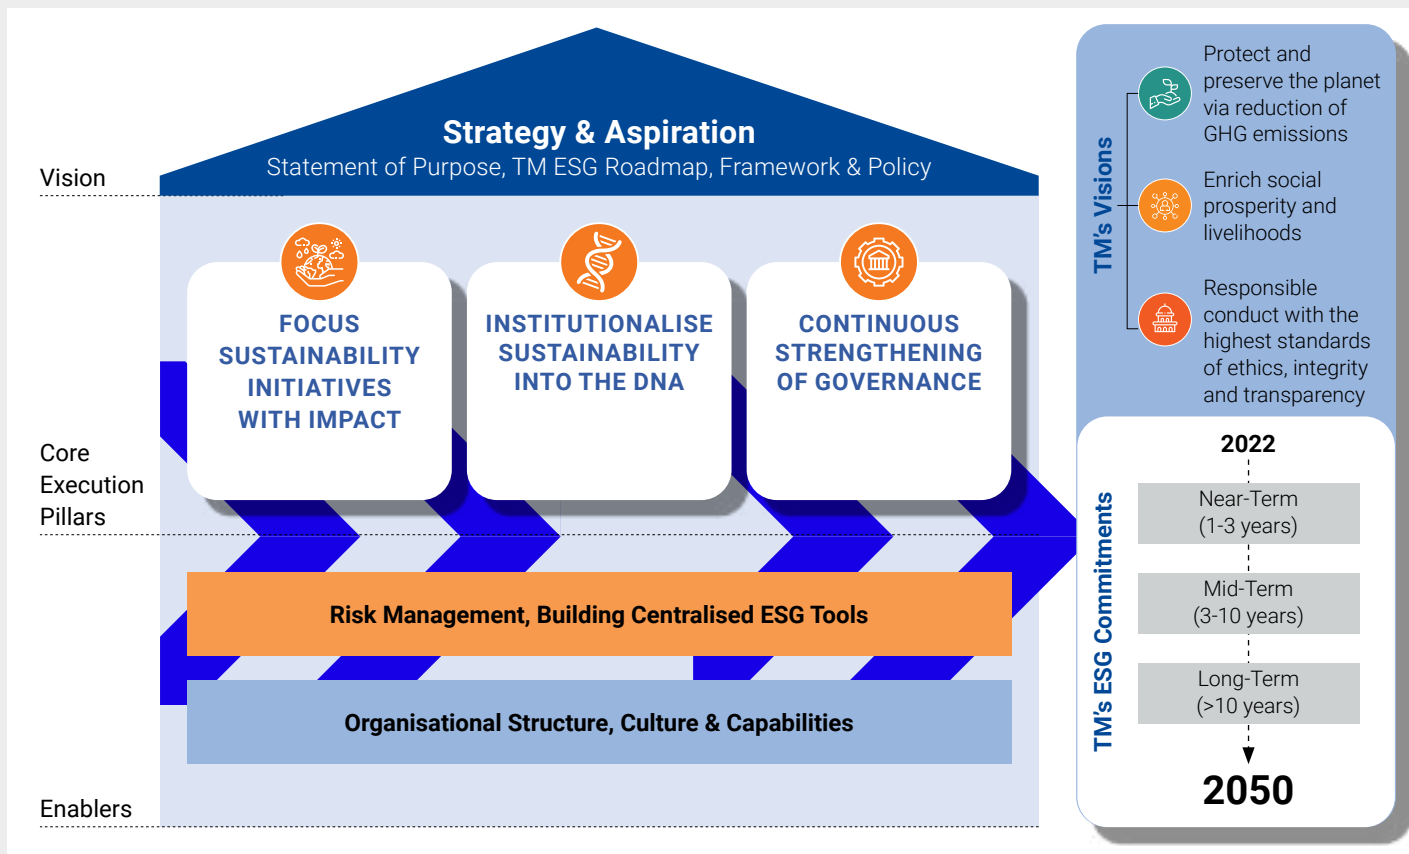 Strategy & Aspiration
Statement of Purpose, TM ESG Roadmap, Framework & Policy
Vision
FOCUS
SUSTAINABILITY
INITIATIVES
WITH IMPACT
INSTITUTIONALISE
SUSTAINABILITY
INTO THE DNA
CONTINUOUS
STRENGTHENING
OF GOVERNANCE
Core
Execution
Pillars
Risk Management, Building Centralised ESG Tools
Organisational Structure, Culture & Capabilities
Enablers
TM's Visions
Protect and
preserve the planet
via reduction of
GHG emissions
Enrich social
prosperity and
livelihoods
Responsible
conduct with the
highest standards
of ethics, integrity
and transparency
TM's ESG Commitments
2022
Near-Term
(1-3 years)
Mid-Term
(3-10 years)
Long-Term
(>10 years)
2050